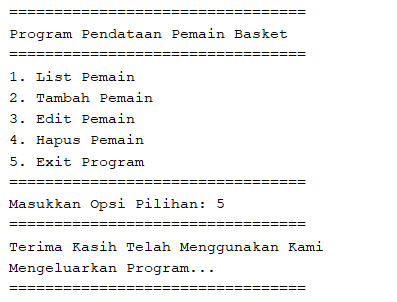 =================================
Program Pendataan Pemain Basket
=================================
1. List Pemain
2. Tambah Pemain
3. Edit Pemain
4. Hapus Pemain
5. Exit Program
=================================
Masukkan Opsi Pilihan: 5
=================================
Terima Kasih Telah Menggunakan Kami
Mengeluarkan Program...
=================================